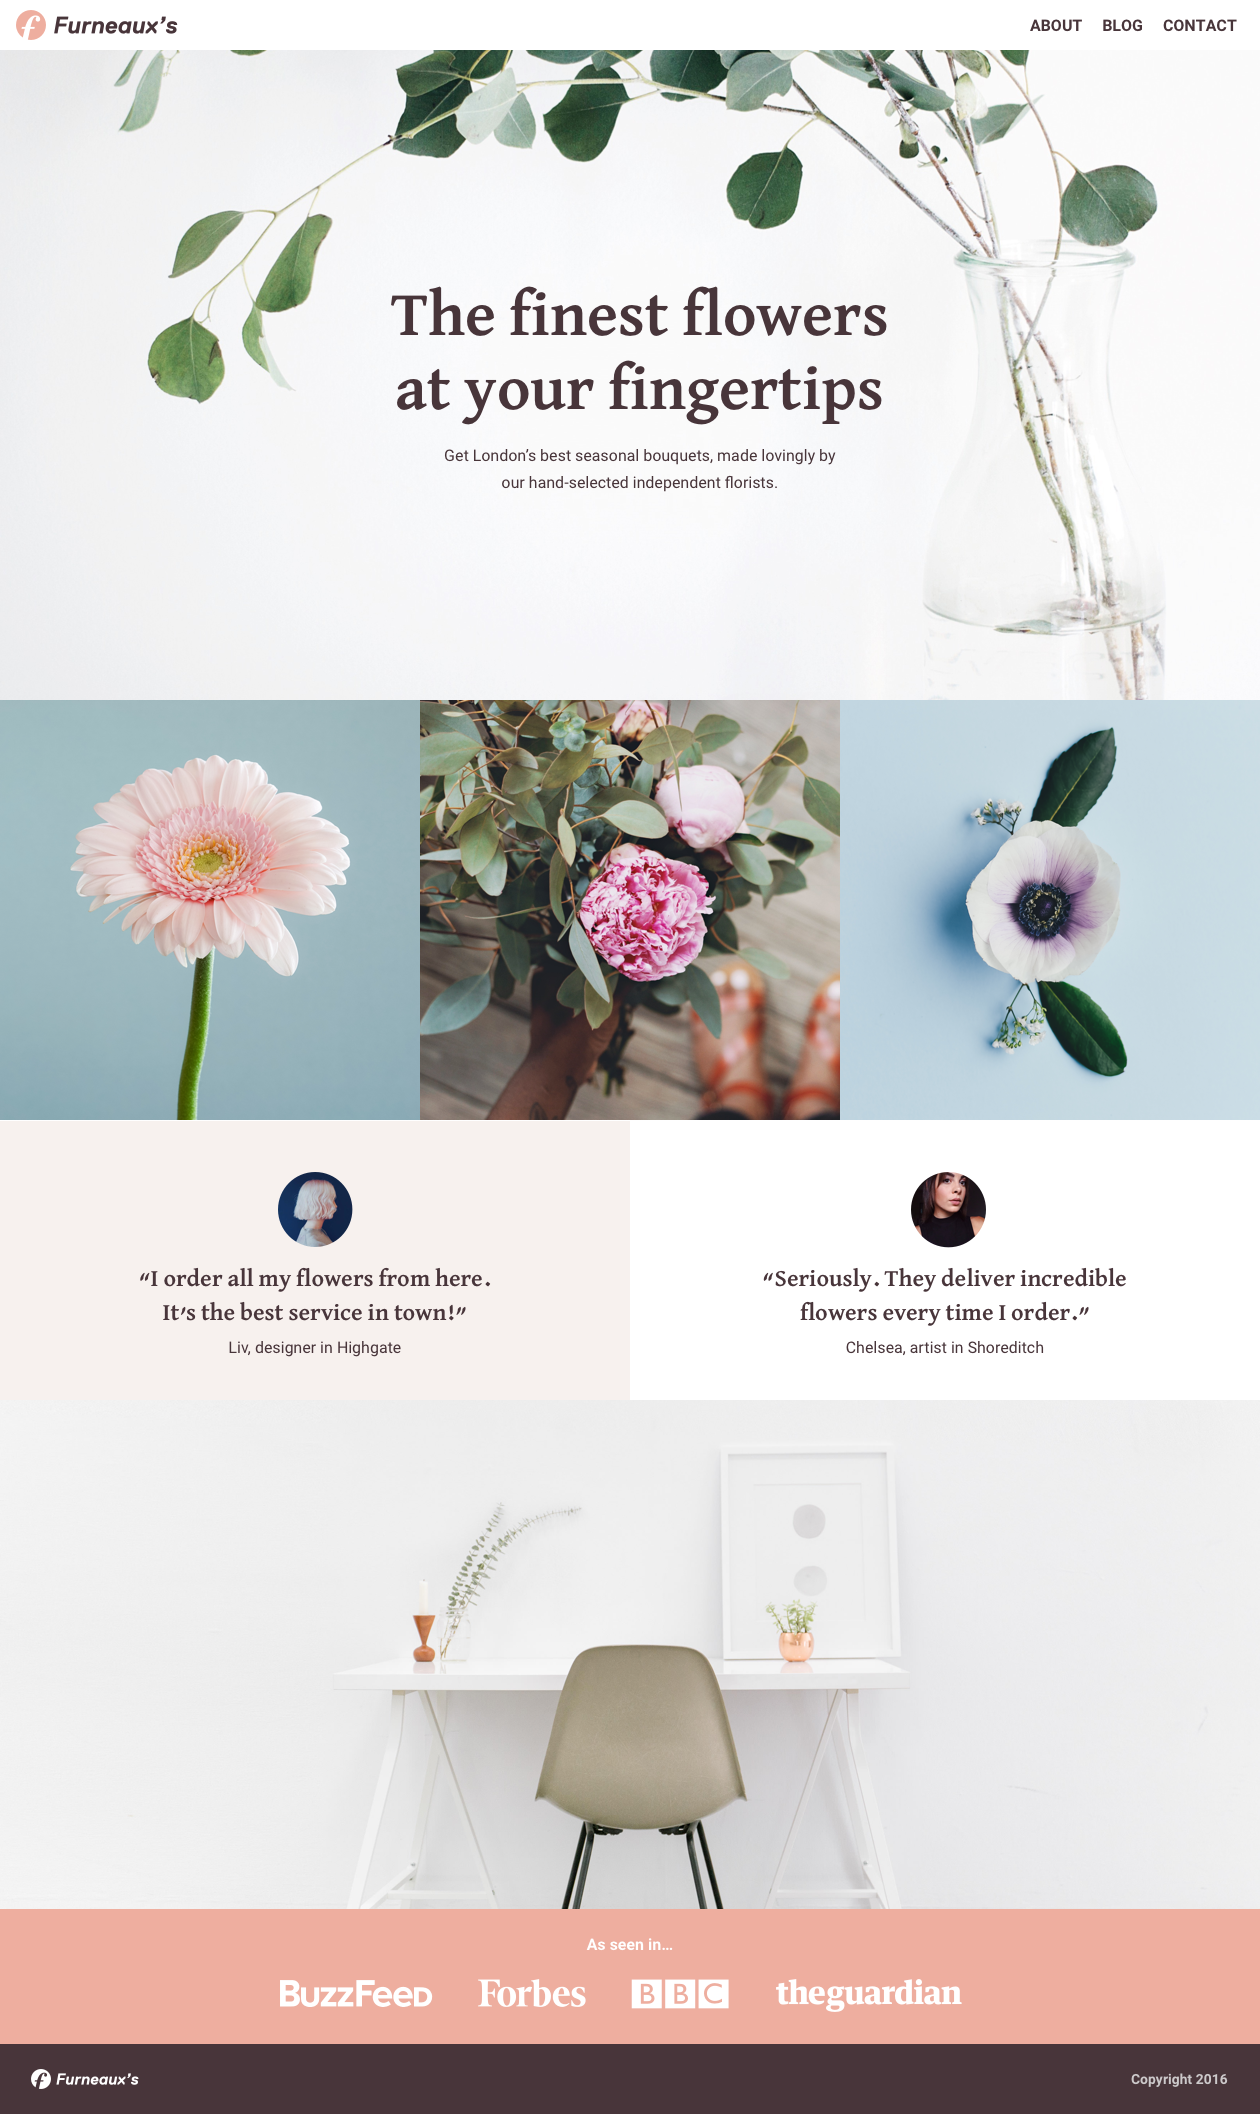 Furneaux's
ABOUT BLOG CONTACT
The finest flowers
at your fingertips
Get London’s best seasonal bouquets, made lovingly by
our hand-selected independent florists.
“I order all my flowers from here.
It’s the best service in town!”
Liv, designer in Highgate
“Seriously. They deliver incredible
flowers every time I order.”
Chelsea, artist in Shoreditch
As seen in...
BuzzFeed Forbes BBC theguardian
Furneaux's
Copyright 2016